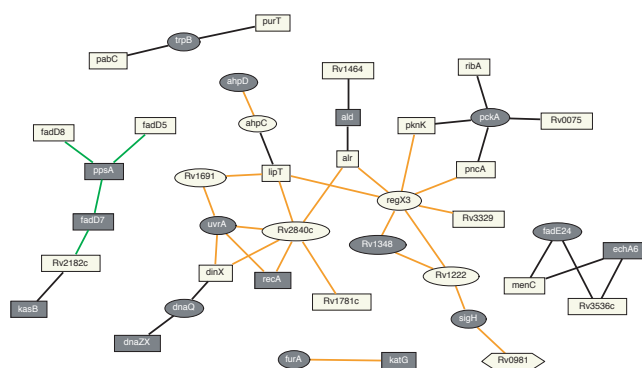 purT
trpB
pabC
ribA
Rv1464
ahpD
ald
pckA
ahpC
pknK
Rv0075
fadD8
fadD5
alr
ppsA
lipT
pncA
Rv1691
regX3
fadD7
Rv3329
uvrA
Rv2840c
fadE24
Rv1348
echA6
Rv2182c
dinX
recA
Rv1222
menC
kasB
dnaQ
Rv1781c
Rv3536c
sigH
dnaZX
furA
katG
Rv0981